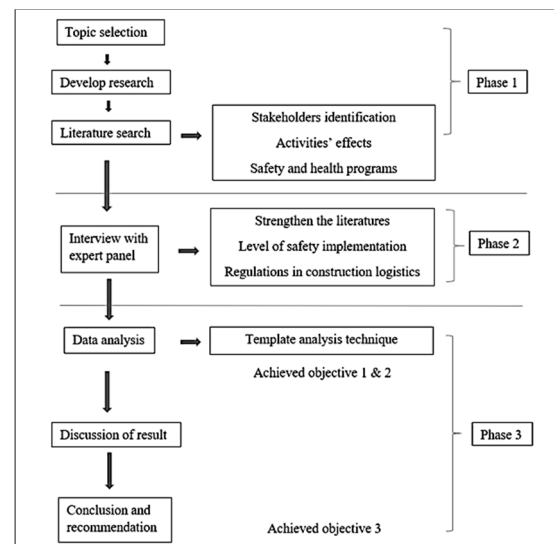 Topic selection
Develop research
Phase 1
Literature search
Stakeholders identification
Activities' effects
Safety and health programs
Interview with
expert panel
Strengthen the literatures
Level of safety implementation
Regulations in construction logistics
Phase 2
Data analysis
Template analysis technique
Achieved objective 1 & 2
Discussion of result
Phase 3
Conclusion and
recommendation
Achieved objective 3